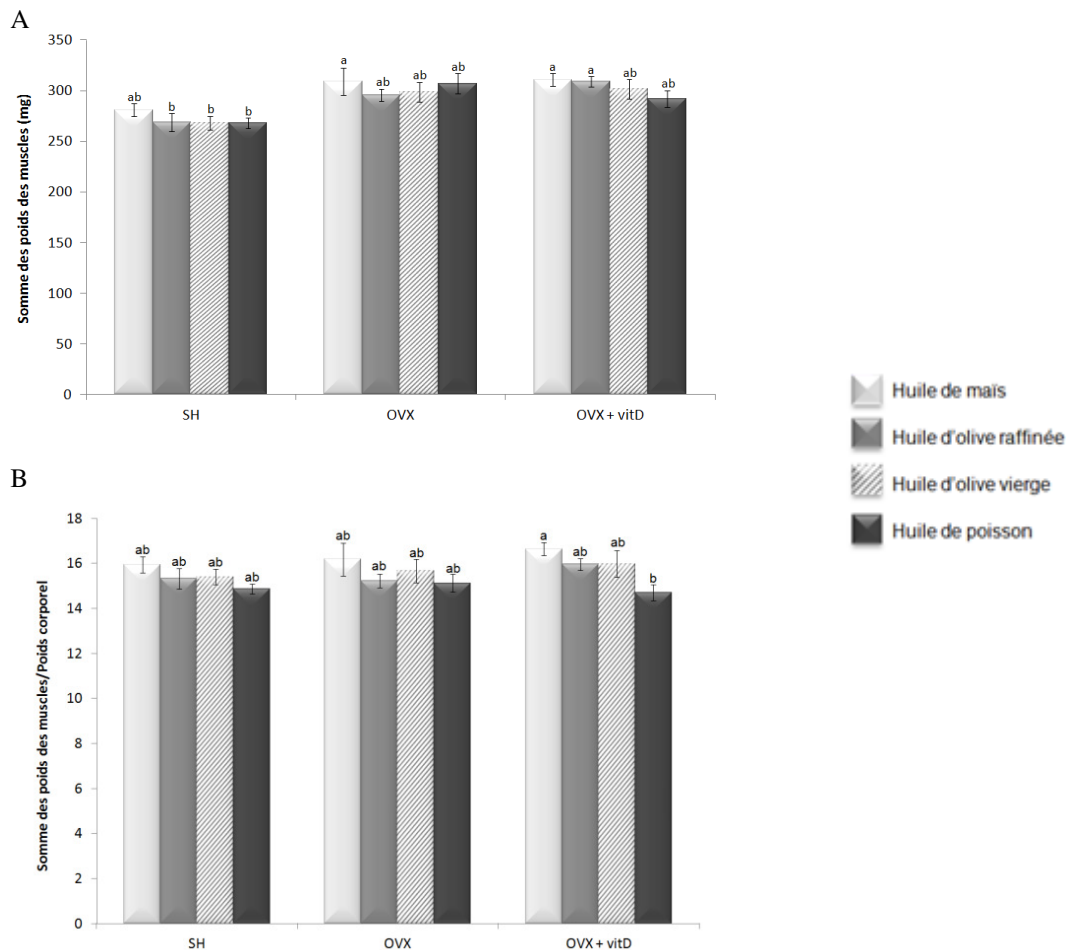 A
Somme des poids des muscles (mg)
350
300
250
200
150
100
50
0
ab b b b
a ab ab ab
a a ab ab
SH OVX OVX + vitD
Huile de maïs
Huile d'olive raffinée
Huile d'olive vierge
Huile de poisson
B
Somme des poids des muscles/Poids corporel
18
16
14
12
10
8
6
4
2
0
ab ab ab ab
ab ab ab ab
a ab ab b
SH OVX OVX + vitD